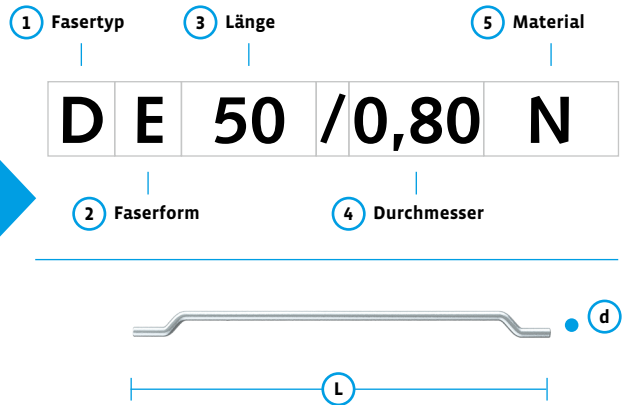 1 Fasertyp 3 Länge 5 Material
D E 50 /0,80 N
2 Faserform 4 Durchmesser
d
L